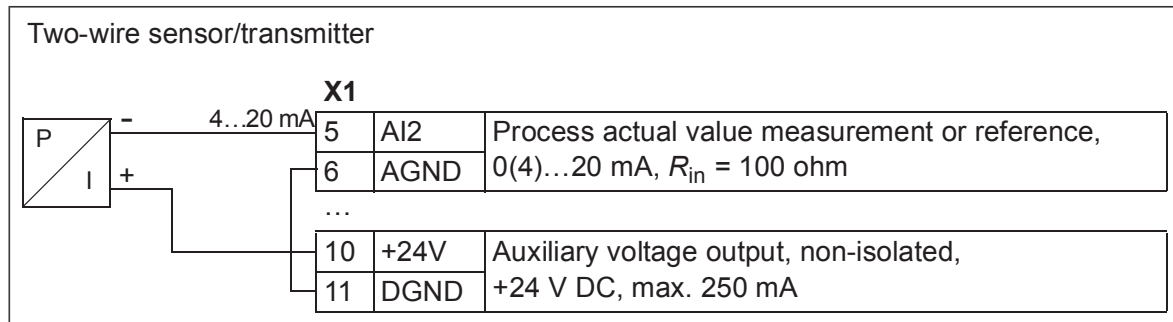 Two-wire sensor/transmitter
X1
P
I
-
+
4…20 mA
5 AI2 Process actual value measurement or reference,
6 AGND 0(4)…20 mA, Rin = 100 ohm
…
10 +24V Auxiliary voltage output, non-isolated,
11 DGND +24 V DC, max. 250 mA